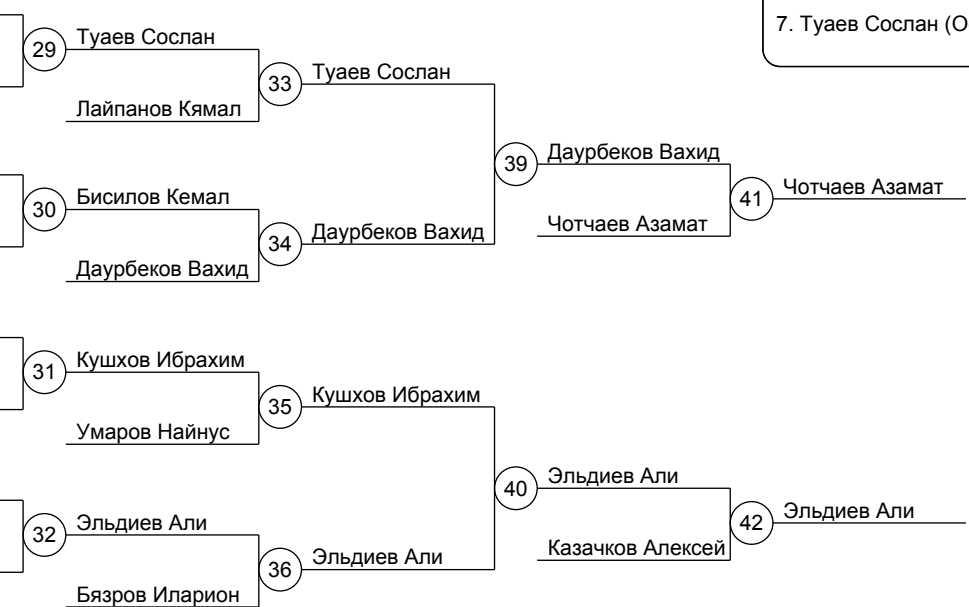 7. Туаев Сослан (О
29
Туаев Сослан
33
Туаев Сослан
Лайпанов Кямал
39
Даурбеков Вахид
41
Чотчаев Азамат
30
Бисилов Кемал
Чотчаев Азамат
34
Даурбеков Вахид
Даурбеков Вахид
31
Кушхов Ибрахим
35
Кушхов Ибрахим
Умаров Найнус
40
Эльдиев Али
42
Эльдиев Али
32
Эльдиев Али
Казачков Алексей
36
Эльдиев Али
Бязров Иларион